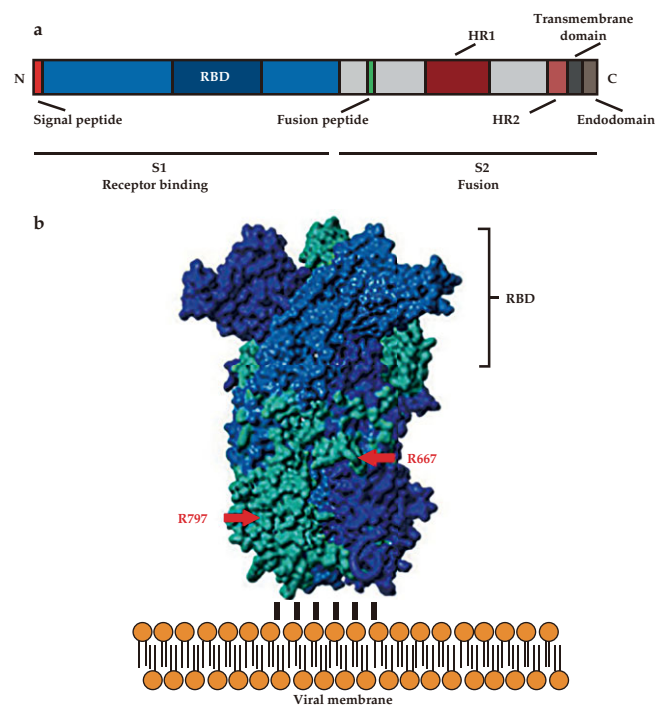 a
Transmembrane
domain
HR1
N
RBD
C
Signal peptide
Fusion peptide
HR2
Endodomain
S1
Receptor binding
S2
Fusion
b
RBD
R667
R797
Viral membrane